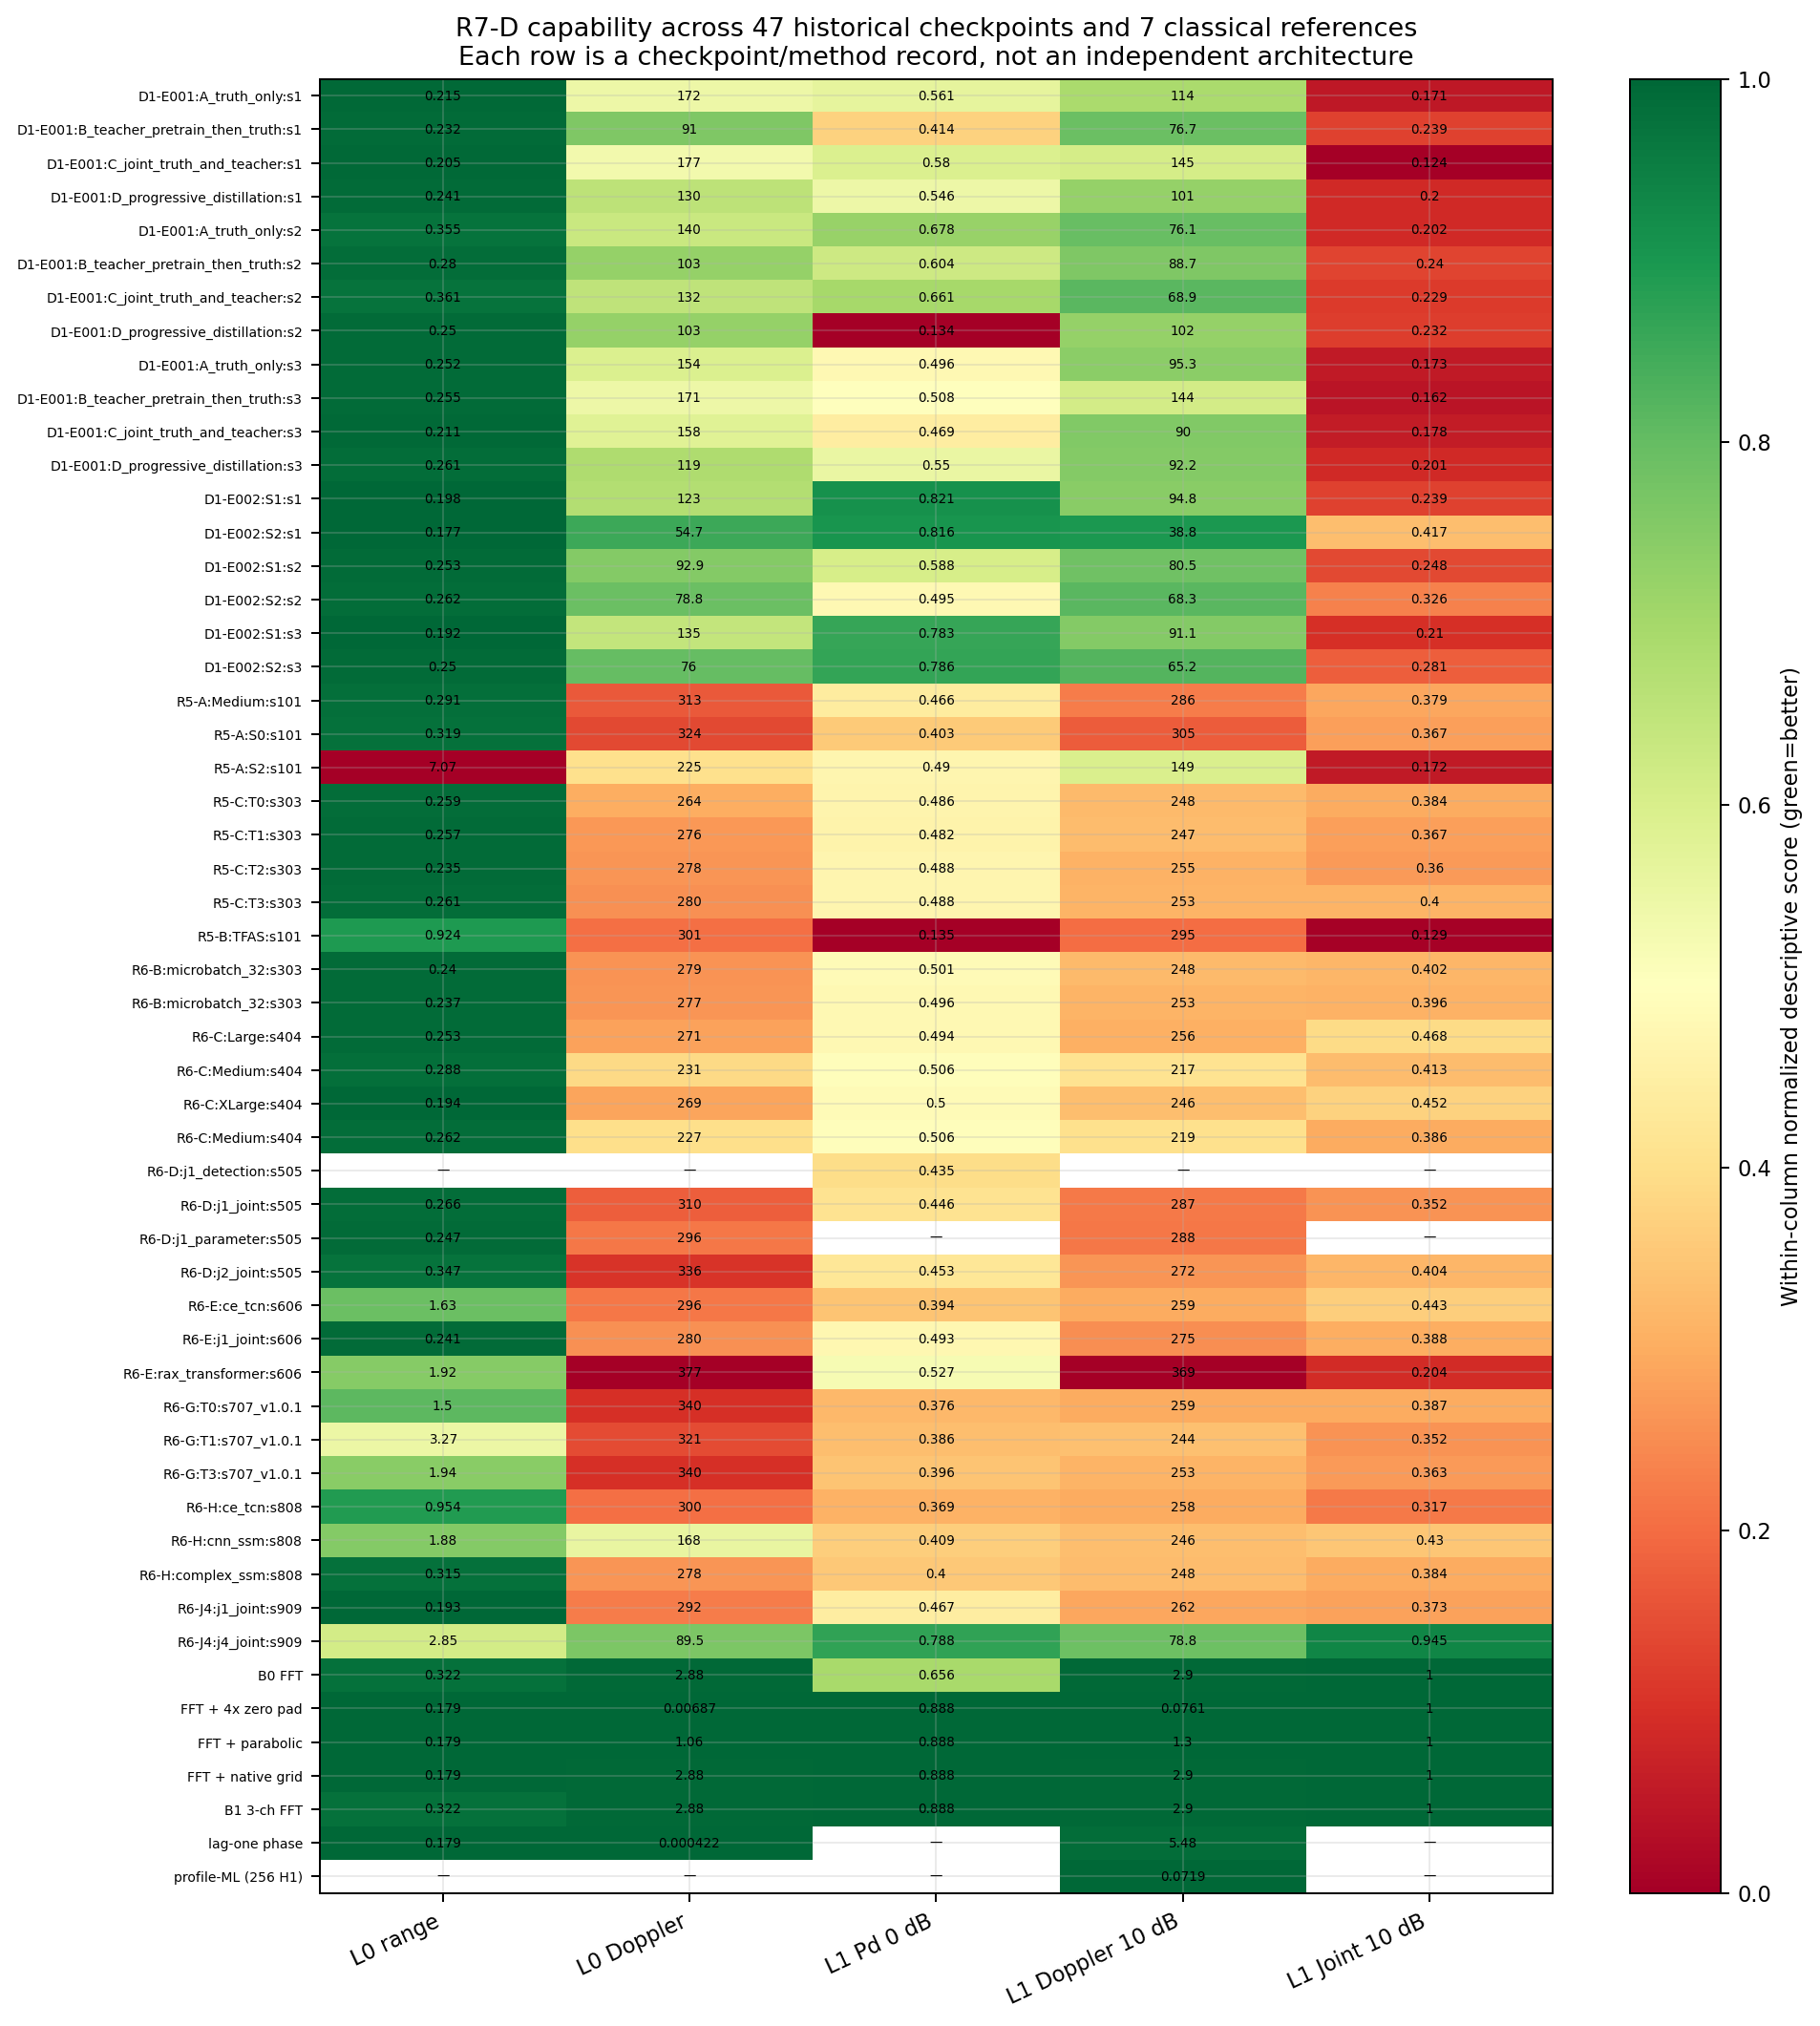 R7-D capability across 47 historical checkpoints and 7 classical references
Each row is a checkpoint/method record, not an independent architecture
D1-E001:A_truth_only:s1 0.215 172 0.561 114 0.171
D1-E001:B_teacher_pretrain_then_truth:s1 0.232 91 0.414 76.7 0.239
D1-E001:C_joint_truth_and_teacher:s1 0.205 177 0.58 145 0.124
D1-E001:D_progressive_distillation:s1 0.241 130 0.546 101 0.2
D1-E001:A_truth_only:s2 0.355 140 0.678 76.1 0.202
D1-E001:B_teacher_pretrain_then_truth:s2 0.28 103 0.604 88.7 0.24
D1-E001:C_joint_truth_and_teacher:s2 0.361 132 0.661 68.9 0.229
D1-E001:D_progressive_distillation:s2 0.25 103 0.134 102 0.232
D1-E001:A_truth_only:s3 0.252 154 0.496 95.3 0.173
D1-E001:B_teacher_pretrain_then_truth:s3 0.255 171 0.508 144 0.162
D1-E001:C_joint_truth_and_teacher:s3 0.211 158 0.469 90 0.178
D1-E001:D_progressive_distillation:s3 0.261 119 0.55 92.2 0.201
D1-E002:S1:s1 0.198 123 0.821 94.8 0.239
D1-E002:S2:s1 0.177 54.7 0.816 38.8 0.417
D1-E002:S1:s2 0.253 92.9 0.588 80.5 0.248
D1-E002:S2:s2 0.262 78.8 0.495 68.3 0.326
D1-E002:S1:s3 0.192 135 0.783 91.1 0.21
D1-E002:S2:s3 0.25 76 0.786 65.2 0.281
R5-A:Medium:s101 0.291 313 0.466 286 0.379
R5-A:S0:s101 0.319 324 0.403 305 0.367
R5-A:S2:s101 7.07 225 0.49 149 0.172
R5-C:T0:s303 0.259 264 0.486 248 0.384
R5-C:T1:s303 0.257 276 0.482 247 0.367
R5-C:T2:s303 0.235 278 0.488 255 0.36
R5-C:T3:s303 0.261 280 0.488 253 0.4
R5-B:TFAS:s101 0.924 301 0.135 295 0.129
R6-B:microbatch_32:s303 0.24 279 0.501 248 0.402
R6-B:microbatch_32:s303 0.237 277 0.496 253 0.396
R6-C:Large:s404 0.253 271 0.494 256 0.468
R6-C:Medium:s404 0.288 231 0.506 217 0.413
R6-C:XLarge:s404 0.194 269 0.5 246 0.452
R6-C:Medium:s404 0.262 227 0.506 219 0.386
R6-D:j1_detection:s505 — — 0.435 — —
R6-D:j1_joint:s505 0.266 310 0.446 287 0.352
R6-D:j1_parameter:s505 0.247 296 — 288 —
R6-D:j2_joint:s505 0.347 336 0.453 272 0.404
R6-E:ce_tcn:s606 1.63 296 0.394 259 0.443
R6-E:j1_joint:s606 0.241 280 0.493 275 0.388
R6-E:rax_transformer:s606 1.92 377 0.527 369 0.204
R6-G:T0:s707_v1.0.1 1.5 340 0.376 259 0.387
R6-G:T1:s707_v1.0.1 3.27 321 0.386 244 0.352
R6-G:T3:s707_v1.0.1 1.94 340 0.396 253 0.363
R6-H:ce_tcn:s808 0.954 300 0.369 258 0.317
R6-H:cnn_ssm:s808 1.88 168 0.409 246 0.43
R6-H:complex_ssm:s808 0.315 278 0.4 248 0.384
R6-J4:j1_joint:s909 0.193 292 0.467 262 0.373
R6-J4:j4_joint:s909 2.85 89.5 0.788 78.8 0.945
B0 FFT 0.322 2.88 0.656 2.9 1
FFT + 4x zero pad 0.179 0.00687 0.888 0.0761 1
FFT + parabolic 0.179 1.06 0.888 1.3 1
FFT + native grid 0.179 2.88 0.888 2.9 1
B1 3-ch FFT 0.322 2.88 0.888 2.9 1
lag-one phase 0.179 0.000422 — 5.48 —
profile-ML (256 H1) — — — 0.0719 —
L0 range L0 Doppler L1 Pd 0 dB L1 Doppler 10 dB L1 Joint 10 dB
1.0
0.8
0.6
0.4
0.2
0.0
Within-column normalized descriptive score (green=better)